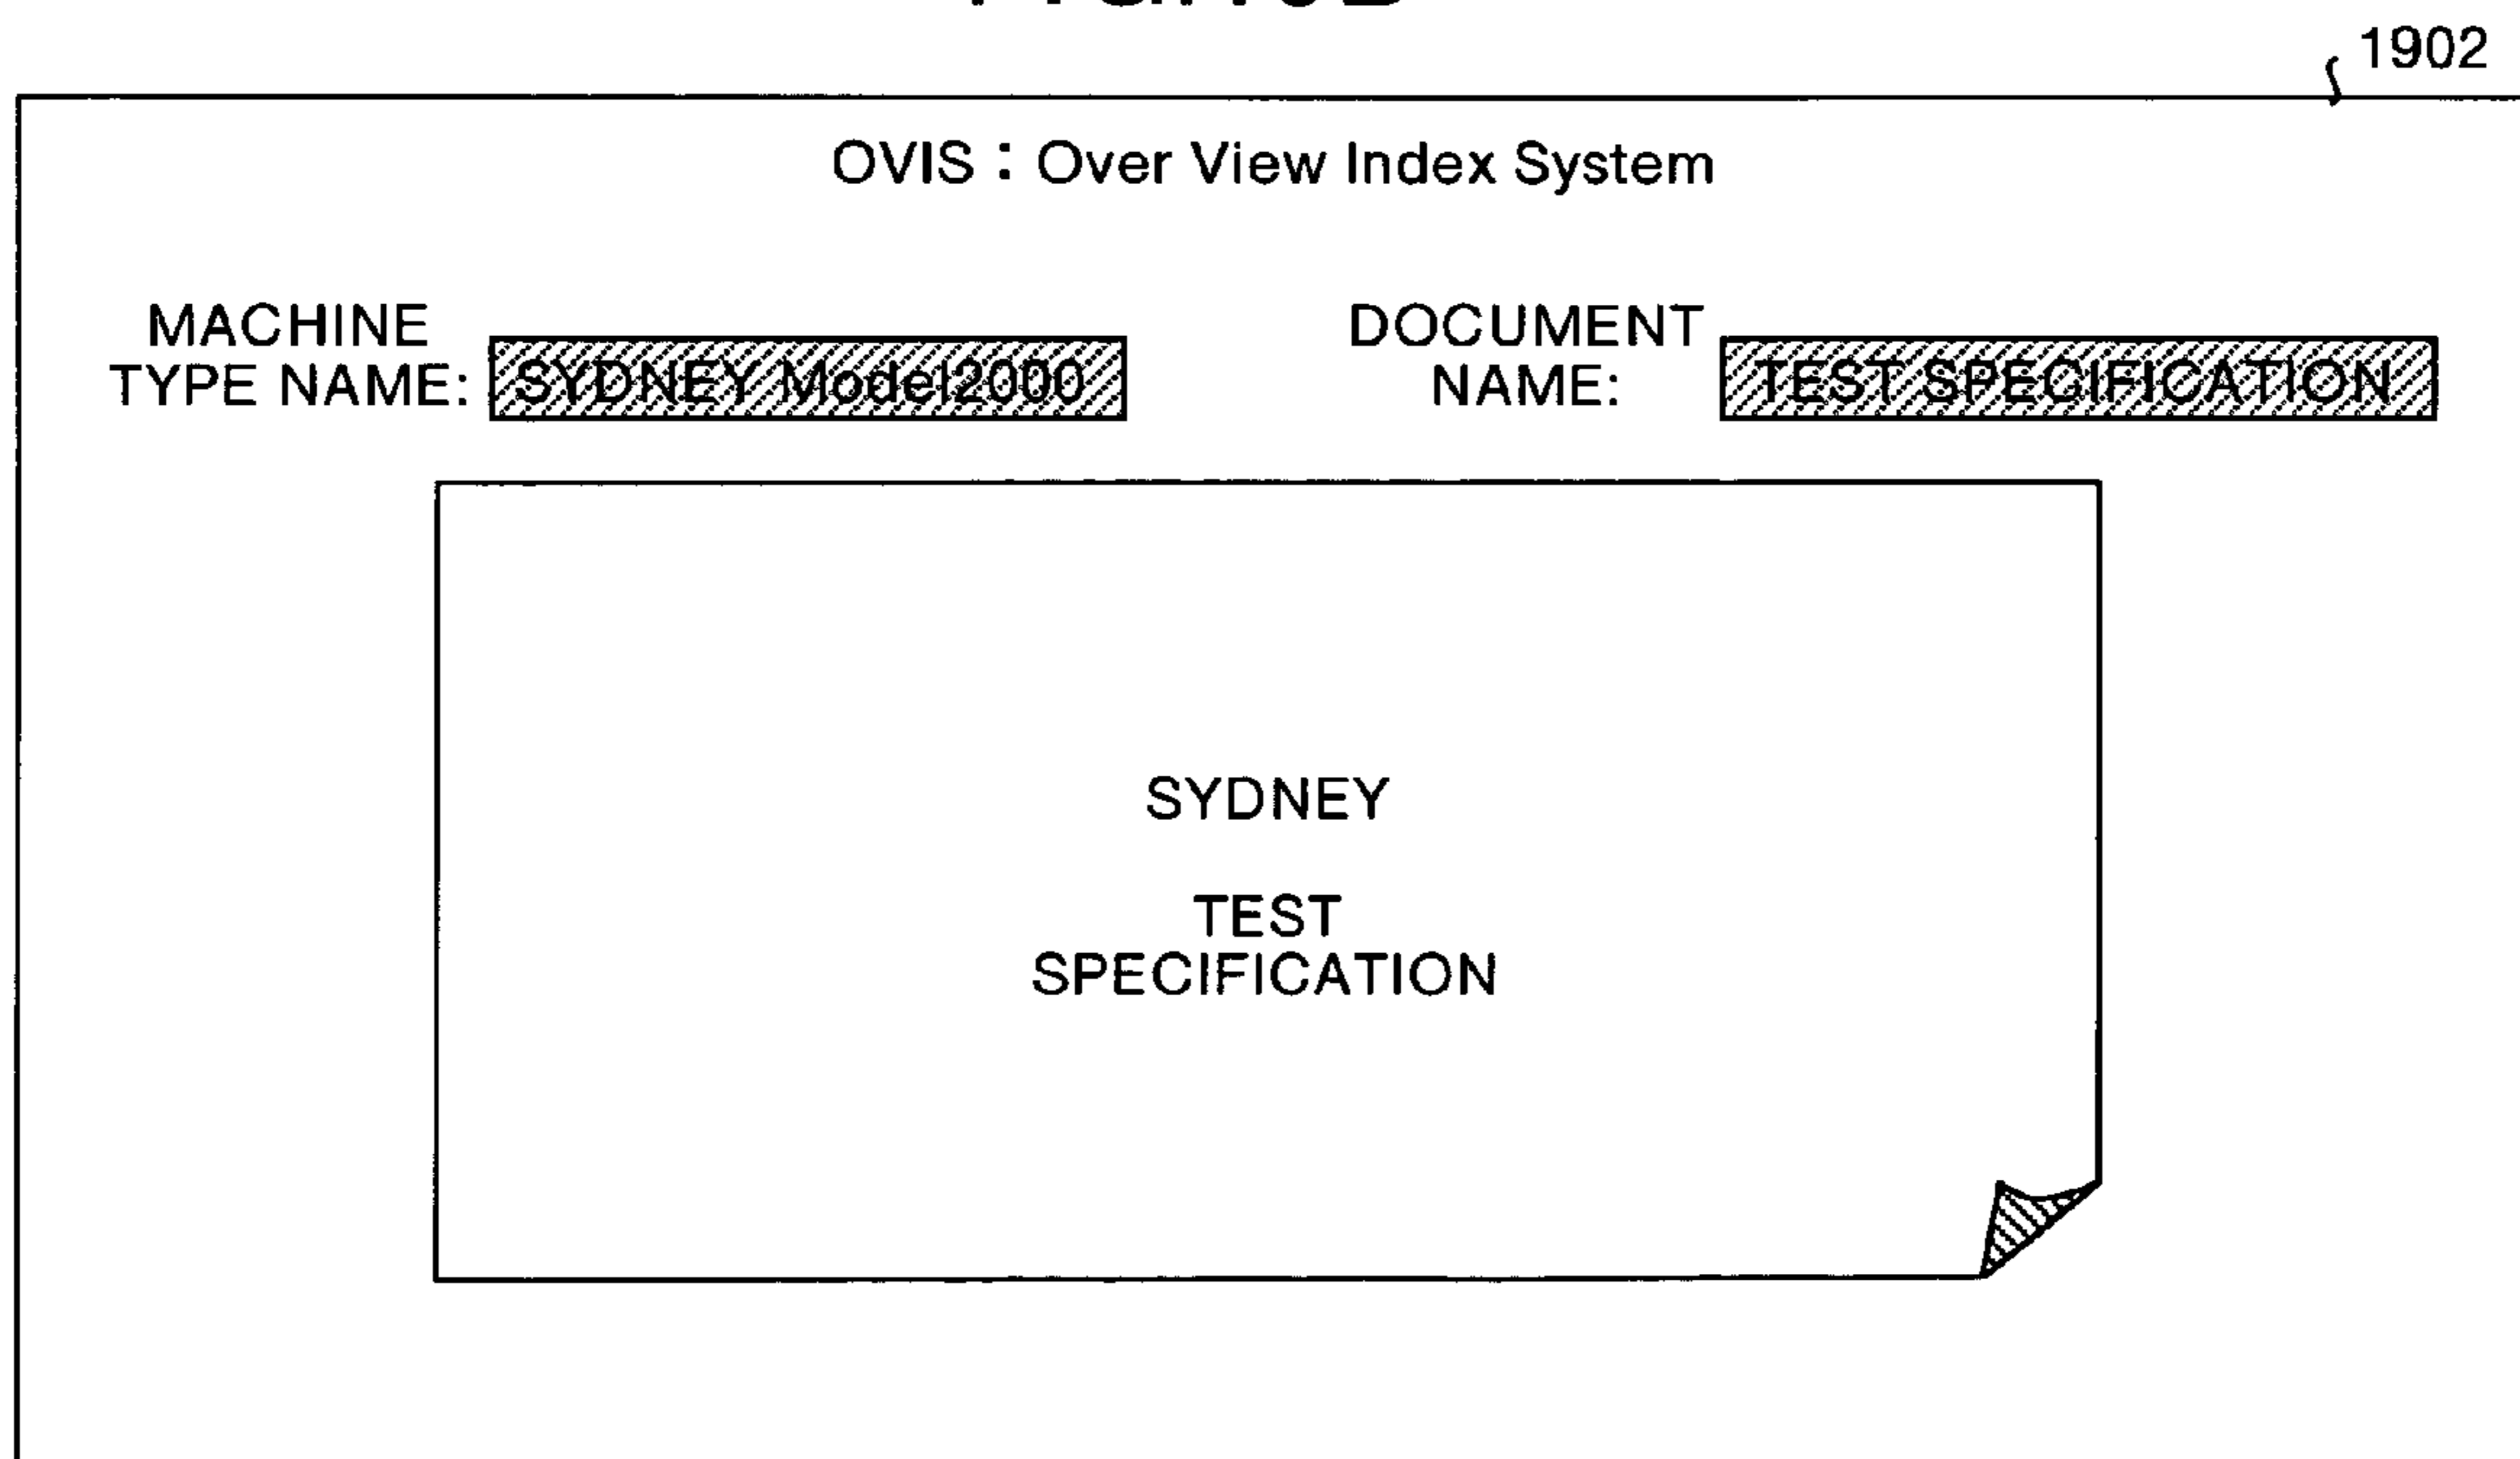 1902
OVIS : Over View Index System
MACHINE
TYPE NAME:
SYDNEY Model2000
DOCUMENT
NAME:
TEST SPECIFICATION
SYDNEY
TEST
SPECIFICATION